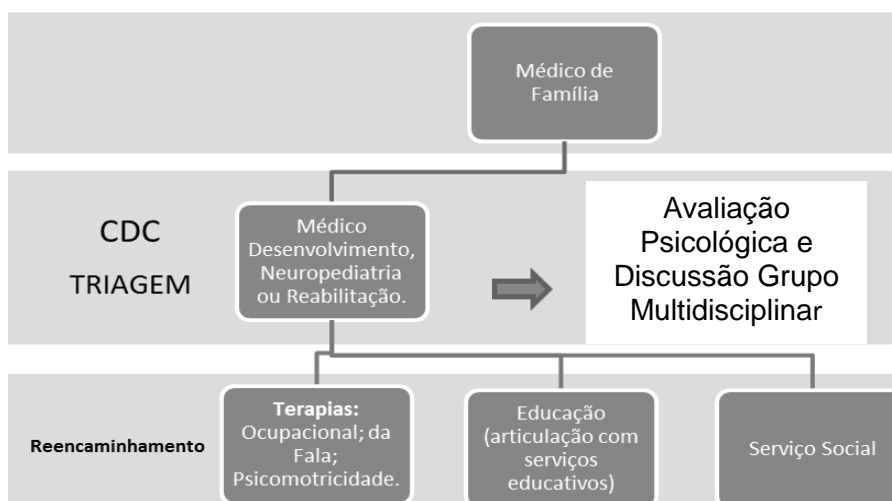 Médico de
Família
CDC
TRIAGEM
Médico
Desenvolvimento,
Neuropediatria
ou Reabilitação.
Avaliação
Psicológica e
Discussão Grupo
Multidisciplinar
Reencaminhamento
Terapias:
Ocupacional; da
Fala;
Psicomotricidade.
Educação
(articulação com
serviços
educativos)
Serviço Social